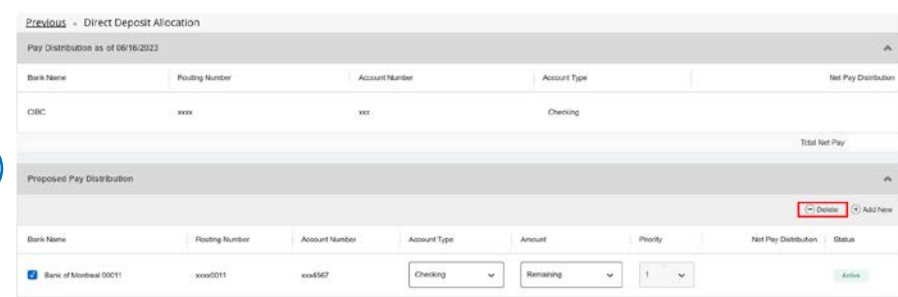 Previous • Direct Deposit Allocation
Pay Distribution as of 06/16/2023
Bank Name Routing Number Account Number Account Type Net Pay Distribution
CIBC xxxx xxx Checking
Total Net Pay
Proposed Pay Distribution
Delete Add New
Bank Name Routing Number Account Number Account Type Amount Priority Net Pay Distribution Status
Bank of Montreal 00011 xxxx0011 xxx4567 Checking Remaining 1 Active